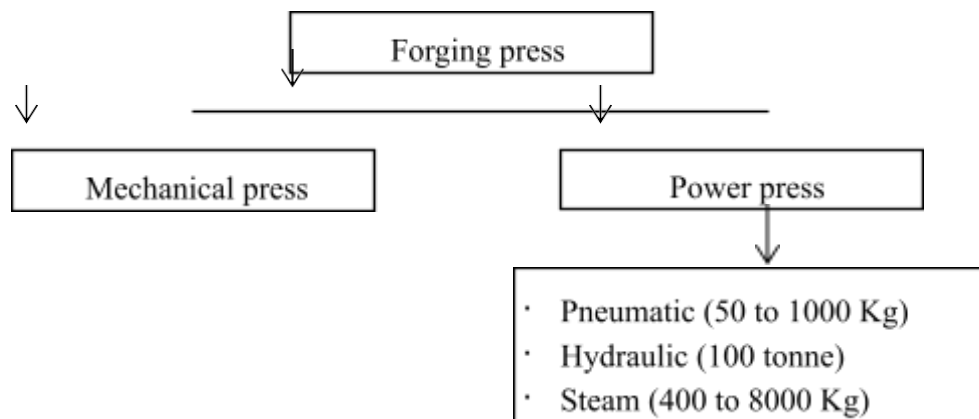 Forging press
Mechanical press
Power press
· Pneumatic (50 to 1000 Kg)
· Hydraulic (100 tonne)
· Steam (400 to 8000 Kg)